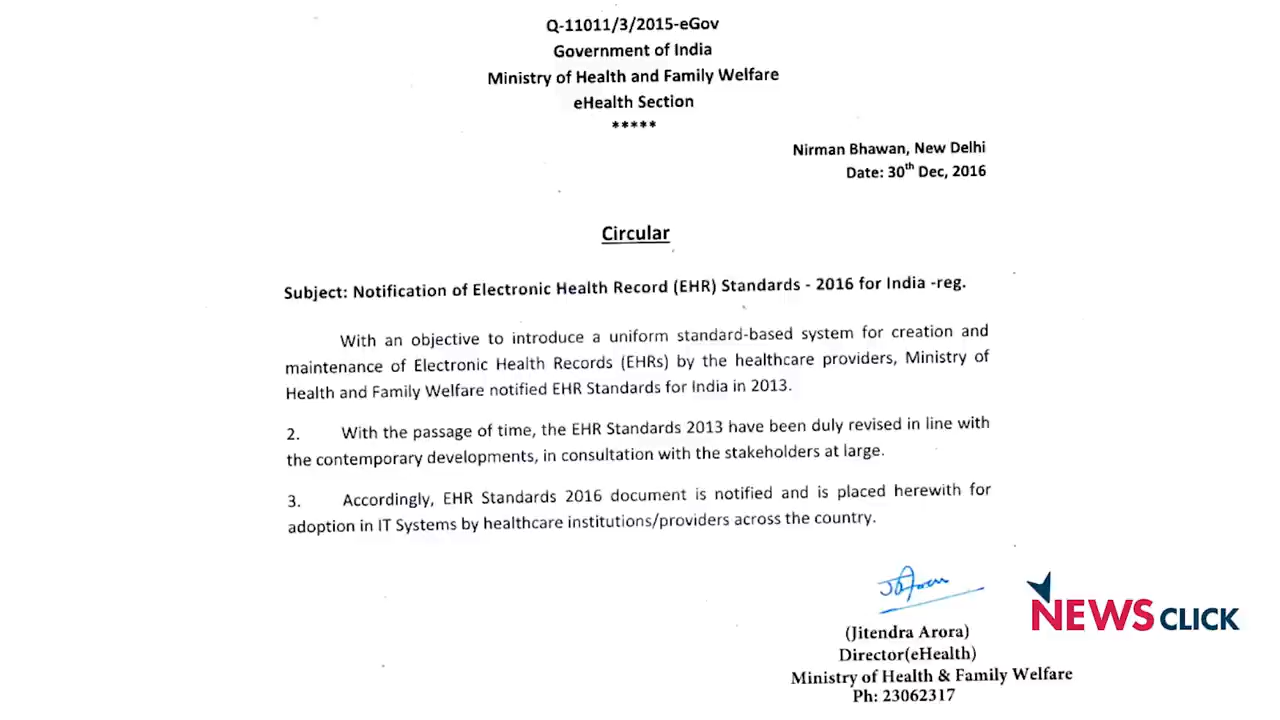 Q-11011/3/2015-eGov
Government of India
Ministry of Health and Family Welfare
eHealth Section
*****
Nirman Bhawan, New Delhi
Date: 30th Dec, 2016
Circular
Subject: Notification of Electronic Health Record (EHR) Standards - 2016 for India -reg.
With an objective to introduce a uniform standard-based system for creation and
maintenance of Electronic Health Records (EHRs) by the healthcare providers, Ministry of
Health and Family Welfare notified EHR Standards for India in 2013.
2. With the passage of time, the EHR Standards 2013 have been duly revised in line with
the contemporary developments, in consultation with the stakeholders at large.
3. Accordingly, EHR Standards 2016 document is notified and is placed herewith for
adoption in IT Systems by healthcare institutions/providers across the country.
(Jitendra Arora)
Director(eHealth)
Ministry of Health & Family Welfare
Ph: 23062317
NEWSCLICK